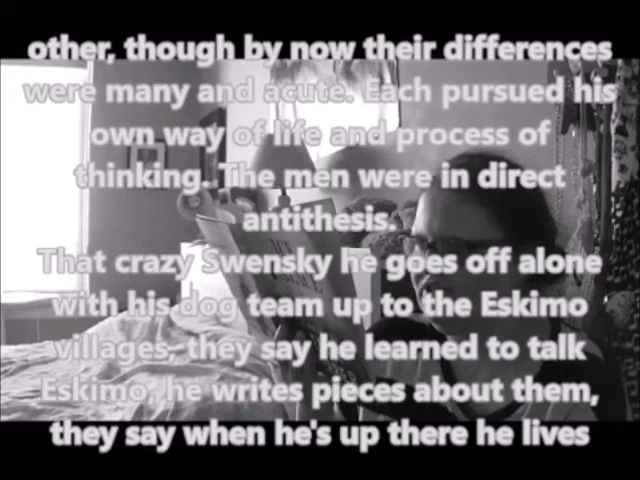 other, though by now their differences
were many and acute. Each pursued his
own way of life and process of
thinking. The men were in direct
antithesis.
That crazy Swensky he goes off alone
with his dog team up to the Eskimo
villages, they say he learned to talk
Eskimo, he writes pieces about them,
they say when he's up there he lives